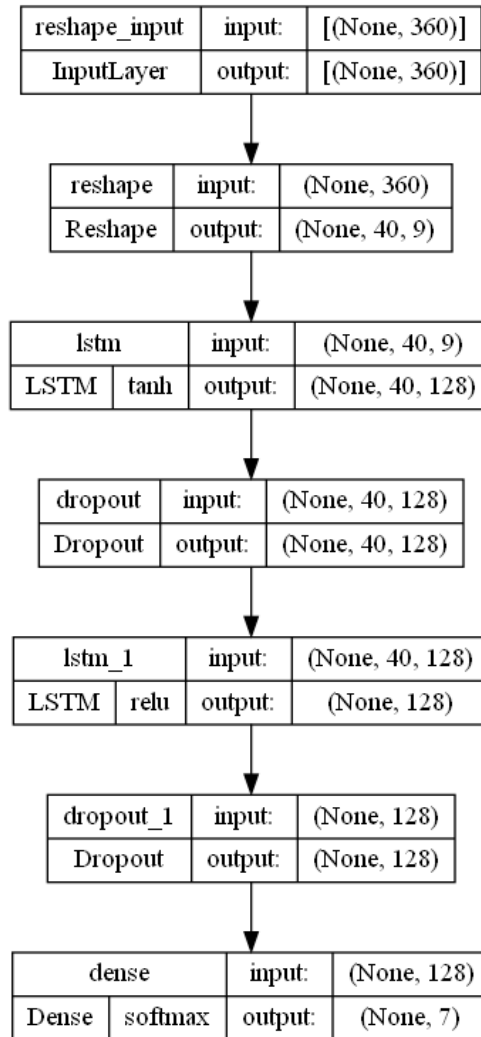 reshape_input input: [(None, 360)]
InputLayer output: [(None, 360)]
reshape input: (None, 360)
Reshape output: (None, 40, 9)
lstm input: (None, 40, 9)
LSTM tanh output: (None, 40, 128)
dropout input: (None, 40, 128)
Dropout output: (None, 40, 128)
lstm_1 input: (None, 40, 128)
LSTM relu output: (None, 128)
dropout_1 input: (None, 128)
Dropout output: (None, 128)
dense input: (None, 128)
Dense softmax output: (None, 7)